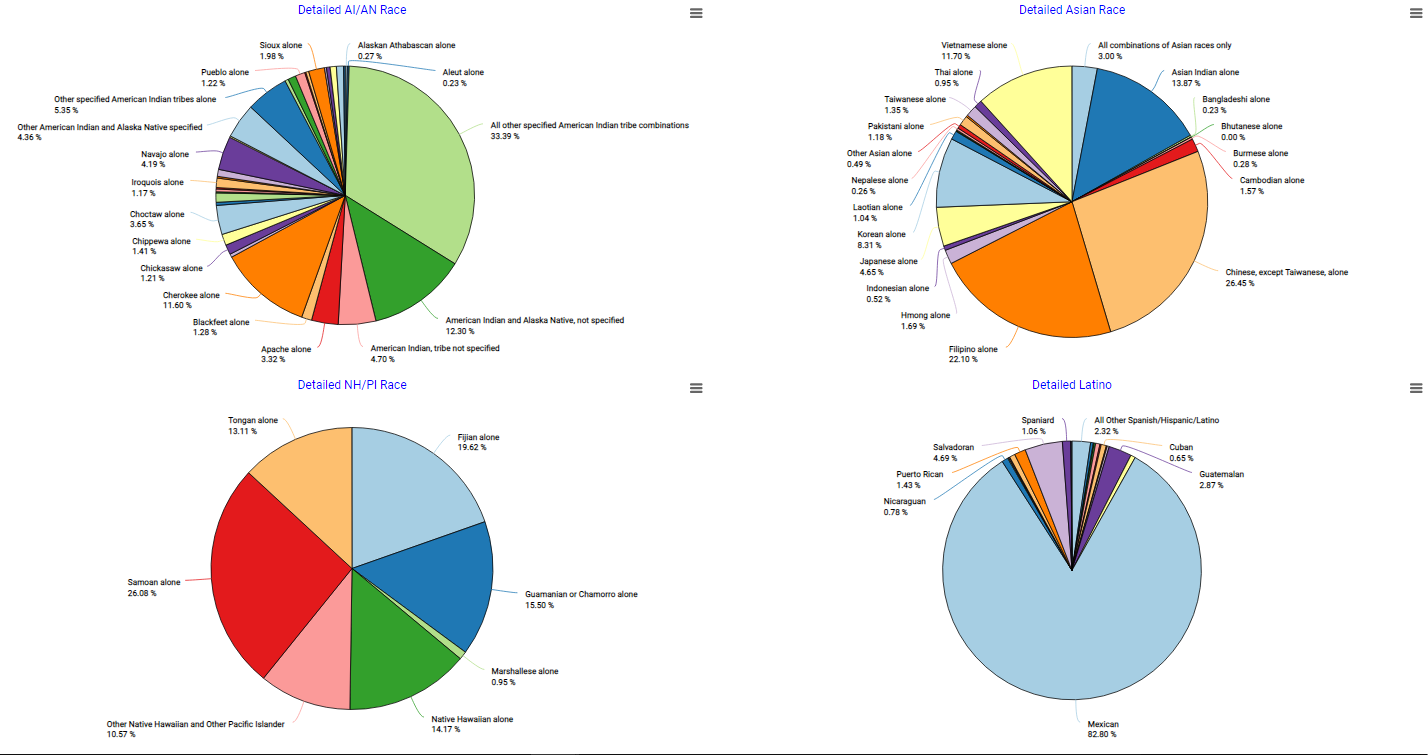 Detailed AI/AN Race
Sioux alone
1.98 %
Alaskan Athabascan alone
0.27 %
Pueblo alone
1.22 %
Aleut alone
0.23 %
Other specified American Indian tribes alone
5.35 %
Other American Indian and Alaska Native specified
4.36 %
All other specified American Indian tribe combinations
33.39 %
Navajo alone
4.19 %
Iroquois alone
1.17 %
Choctaw alone
3.65 %
Chippewa alone
1.41 %
Chickasaw alone
1.21 %
Cherokee alone
11.60 %
Blackfeet alone
1.28 %
American Indian and Alaska Native, not specified
12.30 %
Apache alone
3.32 %
American Indian, tribe not specified
4.70 %
Detailed Asian Race
Vietnamese alone
11.70 %
All combinations of Asian races only
3.00 %
Thai alone
0.95 %
Asian Indian alone
13.87 %
Taiwanese alone
1.35 %
Bangladeshi alone
0.23 %
Pakistani alone
1.18 %
Bhutanese alone
0.00 %
Other Asian alone
0.49 %
Burmese alone
0.28 %
Nepalese alone
0.26 %
Cambodian alone
1.57 %
Laotian alone
1.04 %
Korean alone
8.31 %
Japanese alone
4.65 %
Chinese, except Taiwanese, alone
26.45 %
Indonesian alone
0.52 %
Hmong alone
1.69 %
Filipino alone
22.10 %
Detailed NH/PI Race
Tongan alone
13.11 %
Fijian alone
19.62 %
Samoan alone
26.08 %
Guamanian or Chamorro alone
15.50 %
Marshallese alone
0.95 %
Other Native Hawaiian and Other Pacific Islander
10.57 %
Native Hawaiian alone
14.17 %
Detailed Latino
Spaniard
1.06 %
All Other Spanish/Hispanic/Latino
2.32 %
Salvadoran
4.69 %
Cuban
0.65 %
Puerto Rican
1.43 %
Guatemalan
2.87 %
Nicaraguan
0.78 %
Mexican
82.80 %